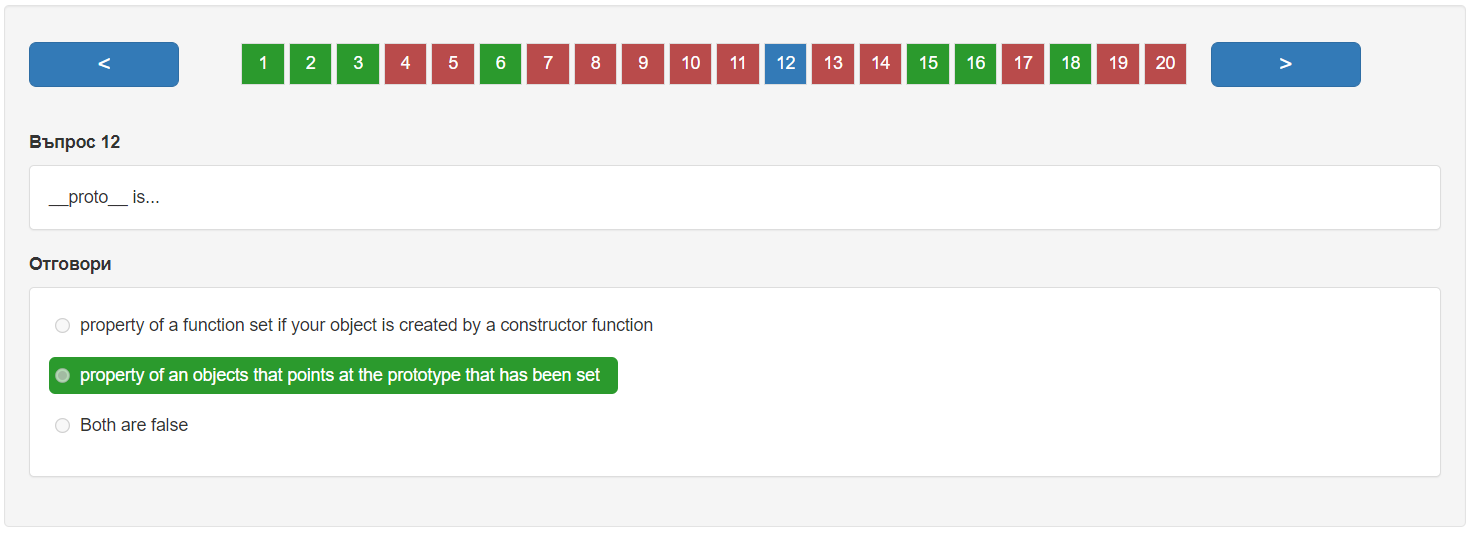 < 1 2 3 4 5 6 7 8 9 10 11 12 13 14 15 16 17 18 19 20 >
Въпрос 12
__proto__ is...
Отговори
property of a function set if your object is created by a constructor function
property of an objects that points at the prototype that has been set
Both are false